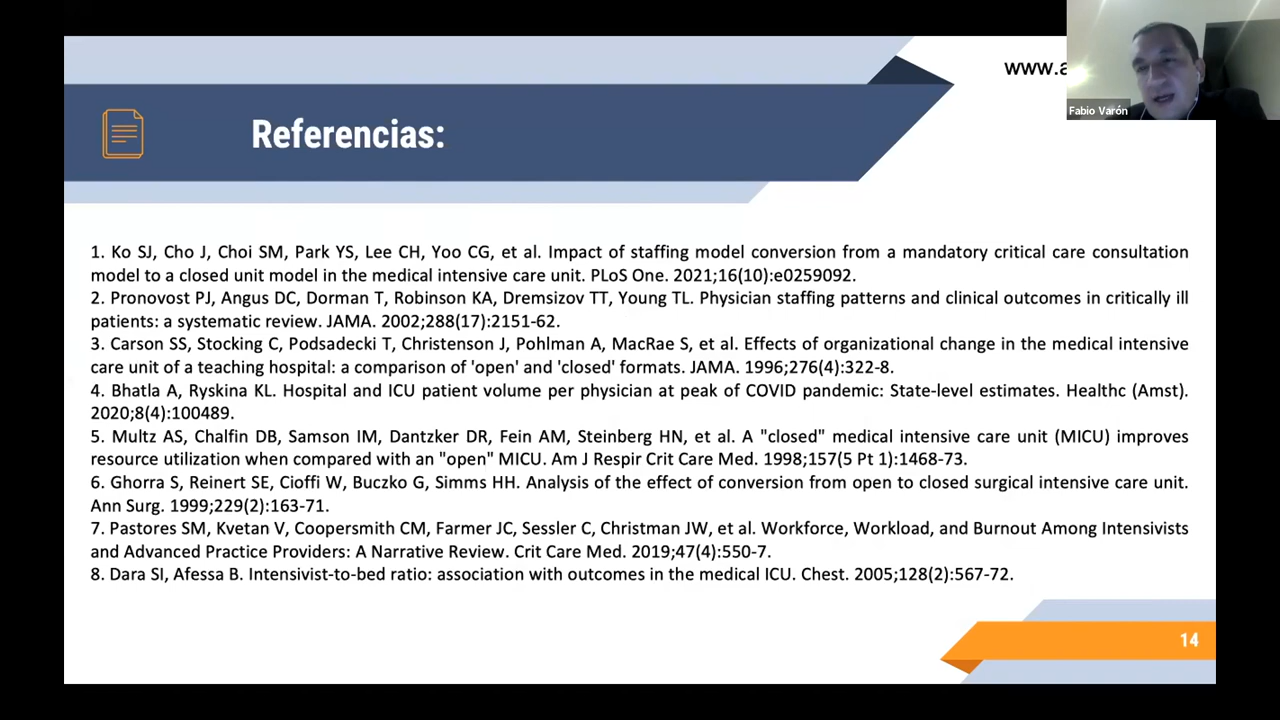 www.a
Fabio Varón
Referencias:
1. Ko SJ, Cho J, Choi SM, Park YS, Lee CH, Yoo CG, et al. Impact of staffing model conversion from a mandatory critical care consultation
model to a closed unit model in the medical intensive care unit. PLoS One. 2021;16(10):e0259092.
2. Pronovost PJ, Angus DC, Dorman T, Robinson KA, Dremsizov TT, Young TL. Physician staffing patterns and clinical outcomes in critically ill
patients: a systematic review. JAMA. 2002;288(17):2151-62.
3. Carson SS, Stocking C, Podsadecki T, Christenson J, Pohlman A, MacRae S, et al. Effects of organizational change in the medical intensive
care unit of a teaching hospital: a comparison of 'open' and 'closed' formats. JAMA. 1996;276(4):322-8.
4. Bhatla A, Ryskina KL. Hospital and ICU patient volume per physician at peak of COVID pandemic: State-level estimates. Healthc (Amst).
2020;8(4):100489.
5. Multz AS, Chalfin DB, Samson IM, Dantzker DR, Fein AM, Steinberg HN, et al. A "closed" medical intensive care unit (MICU) improves
resource utilization when compared with an "open" MICU. Am J Respir Crit Care Med. 1998;157(5 Pt 1):1468-73.
6. Ghorra S, Reinert SE, Cioffi W, Buczko G, Simms HH. Analysis of the effect of conversion from open to closed surgical intensive care unit.
Ann Surg. 1999;229(2):163-71.
7. Pastores SM, Kvetan V, Coopersmith CM, Farmer JC, Sessler C, Christman JW, et al. Workforce, Workload, and Burnout Among Intensivists
and Advanced Practice Providers: A Narrative Review. Crit Care Med. 2019;47(4):550-7.
8. Dara SI, Afessa B. Intensivist-to-bed ratio: association with outcomes in the medical ICU. Chest. 2005;128(2):567-72.
14